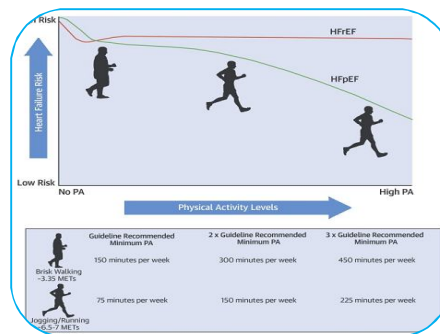 Risk
HFrEF
HFpEF
Heart Failure Risk
Low Risk
No PA
High PA
Physical Activity Levels
Guideline Recommended Minimum PA
2 x Guideline Recommended Minimum PA
3 x Guideline Recommended Minimum PA
Brisk Walking
~3.35 METs
150 minutes per week
300 minutes per week
450 minutes per week
Jogging/Running
~6.5-7 METs
75 minutes per week
150 minutes per week
225 minutes per week